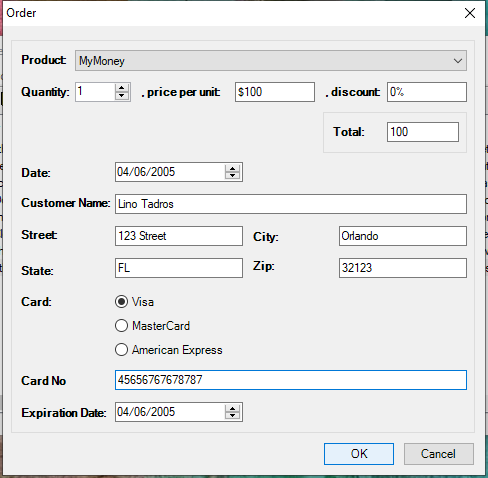 Order
Product: MyMoney
Quantity: 1 , price per unit: $100 , discount: 0%
Total: 100
Date: 04/06/2005
Customer Name: Lino Tadros
Street: 123 Street City: Orlando
State: FL Zip: 32123
Card: Visa
MasterCard
American Express
Card No 45656767678787
Expiration Date: 04/06/2005
OK Cancel